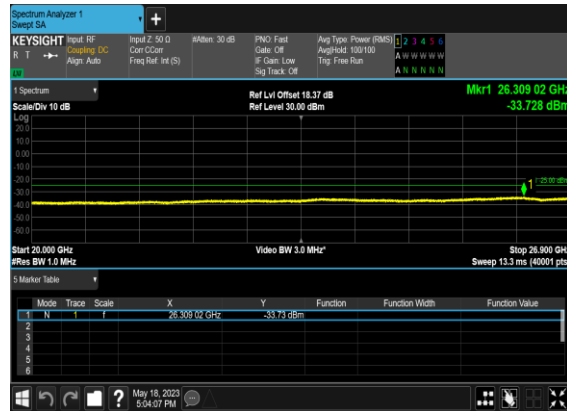 Spectrum Analyzer 1
Swept SA
KEYSIGHT Input: RF Input Z: 50 Ω #Atten: 30 dB PNO: Fast Avg Type: Power (RMS) 1 2 3 4 5 6
R T Coupling: DC Corr CCorr Gate: Off Avg|Hold: 100/100 A W W W W W
Align: Auto Freq Ref: Int (S) IF Gain: Low Trig: Free Run
Sig Track: Off A N N N N N
1 Spectrum Ref Lvl Offset 18.37 dB Mkr1 26.309 02 GHz
Scale/Div 10 dB Ref Level 30.00 dBm -33.728 dBm
Log
20.0
10.0
0.00
-10.0
-20.0
1 -25.00 dBm
-30.0
-40.0
-50.0
-60.0
Start 20.000 GHz Video BW 3.0 MHz* Stop 26.900 GHz
#Res BW 1.0 MHz Sweep 13.3 ms (40001 pts
5 Marker Table
Mode Trace Scale X Y Function Function Width Function Value
1 N 1 f 26.309 02 GHz -33.73 dBm
2
3
4
5
6
? May 18, 2023
5:04:07 PM